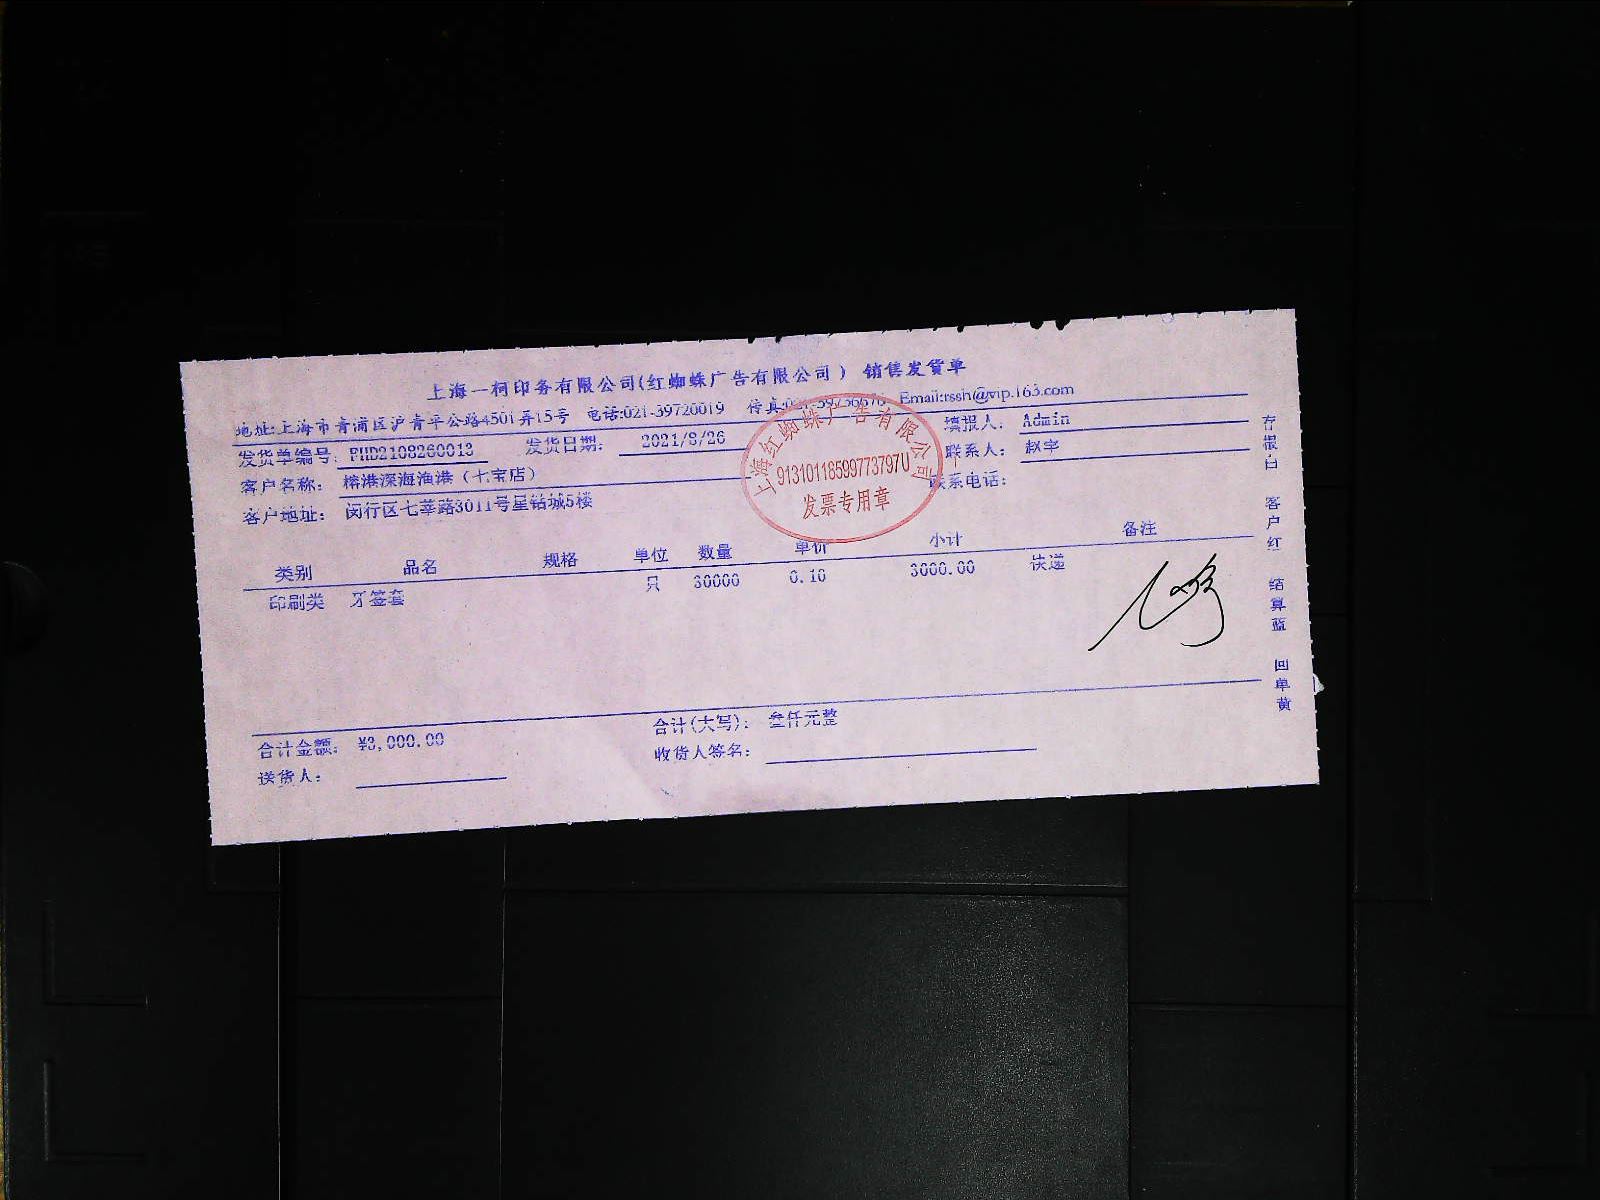 上海一柯印务有限公司(红蜘蛛广告有限公司) 销售发货单
地址:上海市青浦区沪青平公路4501弄15号 电话:021-39720019 传真: Email:rssh@vip.163.com
发货单编号: FHD2108260013 发货日期: 2021/8/26 填报人: Admin
客户名称: 榕港深海渔港(七宝店) 联系人: 赵宇
客户地址: 闵行区七莘路3011号星钻城5楼 联系电话:
上海红蜘蛛广告有限公司
91310118599773797U
发票专用章
类别 品名 规格 单位 数量 单价 小计 备注
印刷类 牙签套 只 30000 0.10 3000.00 快递
合计金额: ¥3,000.00 合计(大写): 叁仟元整
送货人: 收货人签名:
存根白 客户红 结算蓝 回单黄